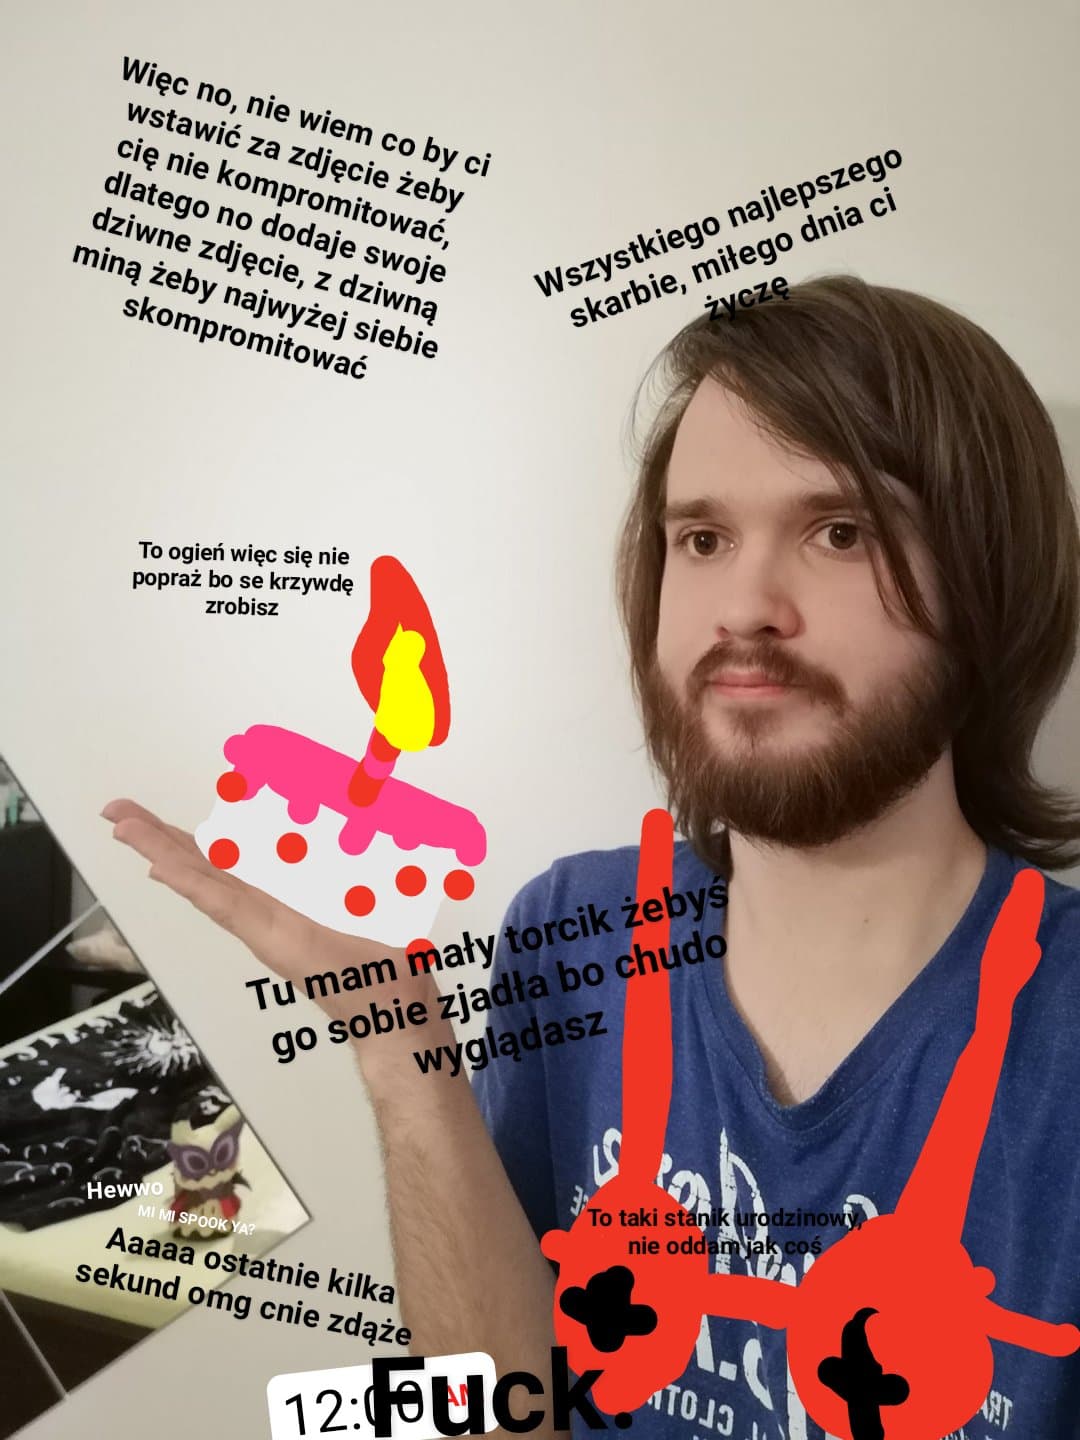 Więc no, nie wiem co by ci
wstawić za zdjęcie żeby
cię nie kompromitować,
dlatego no dodaje swoje
dziwne zdjęcie, z dziwną
miną żeby najwyżej siebie
skompromitować
Wszystkiego najlepszego
skarbie, miłego dnia ci
życzę
To ogień więc się nie
popraż bo se krzywdę
zrobisz
Tu mam mały torcik żebyś
go sobie zjadła bo chudo
wyglądasz
To taki stanik urodzinowy,
nie oddam jak coś
Hewwo
MI MI SPOOK YA?
Aaaaa ostatnie kilka
sekund omg cnie zdąże
12:00 AM
Fuck.